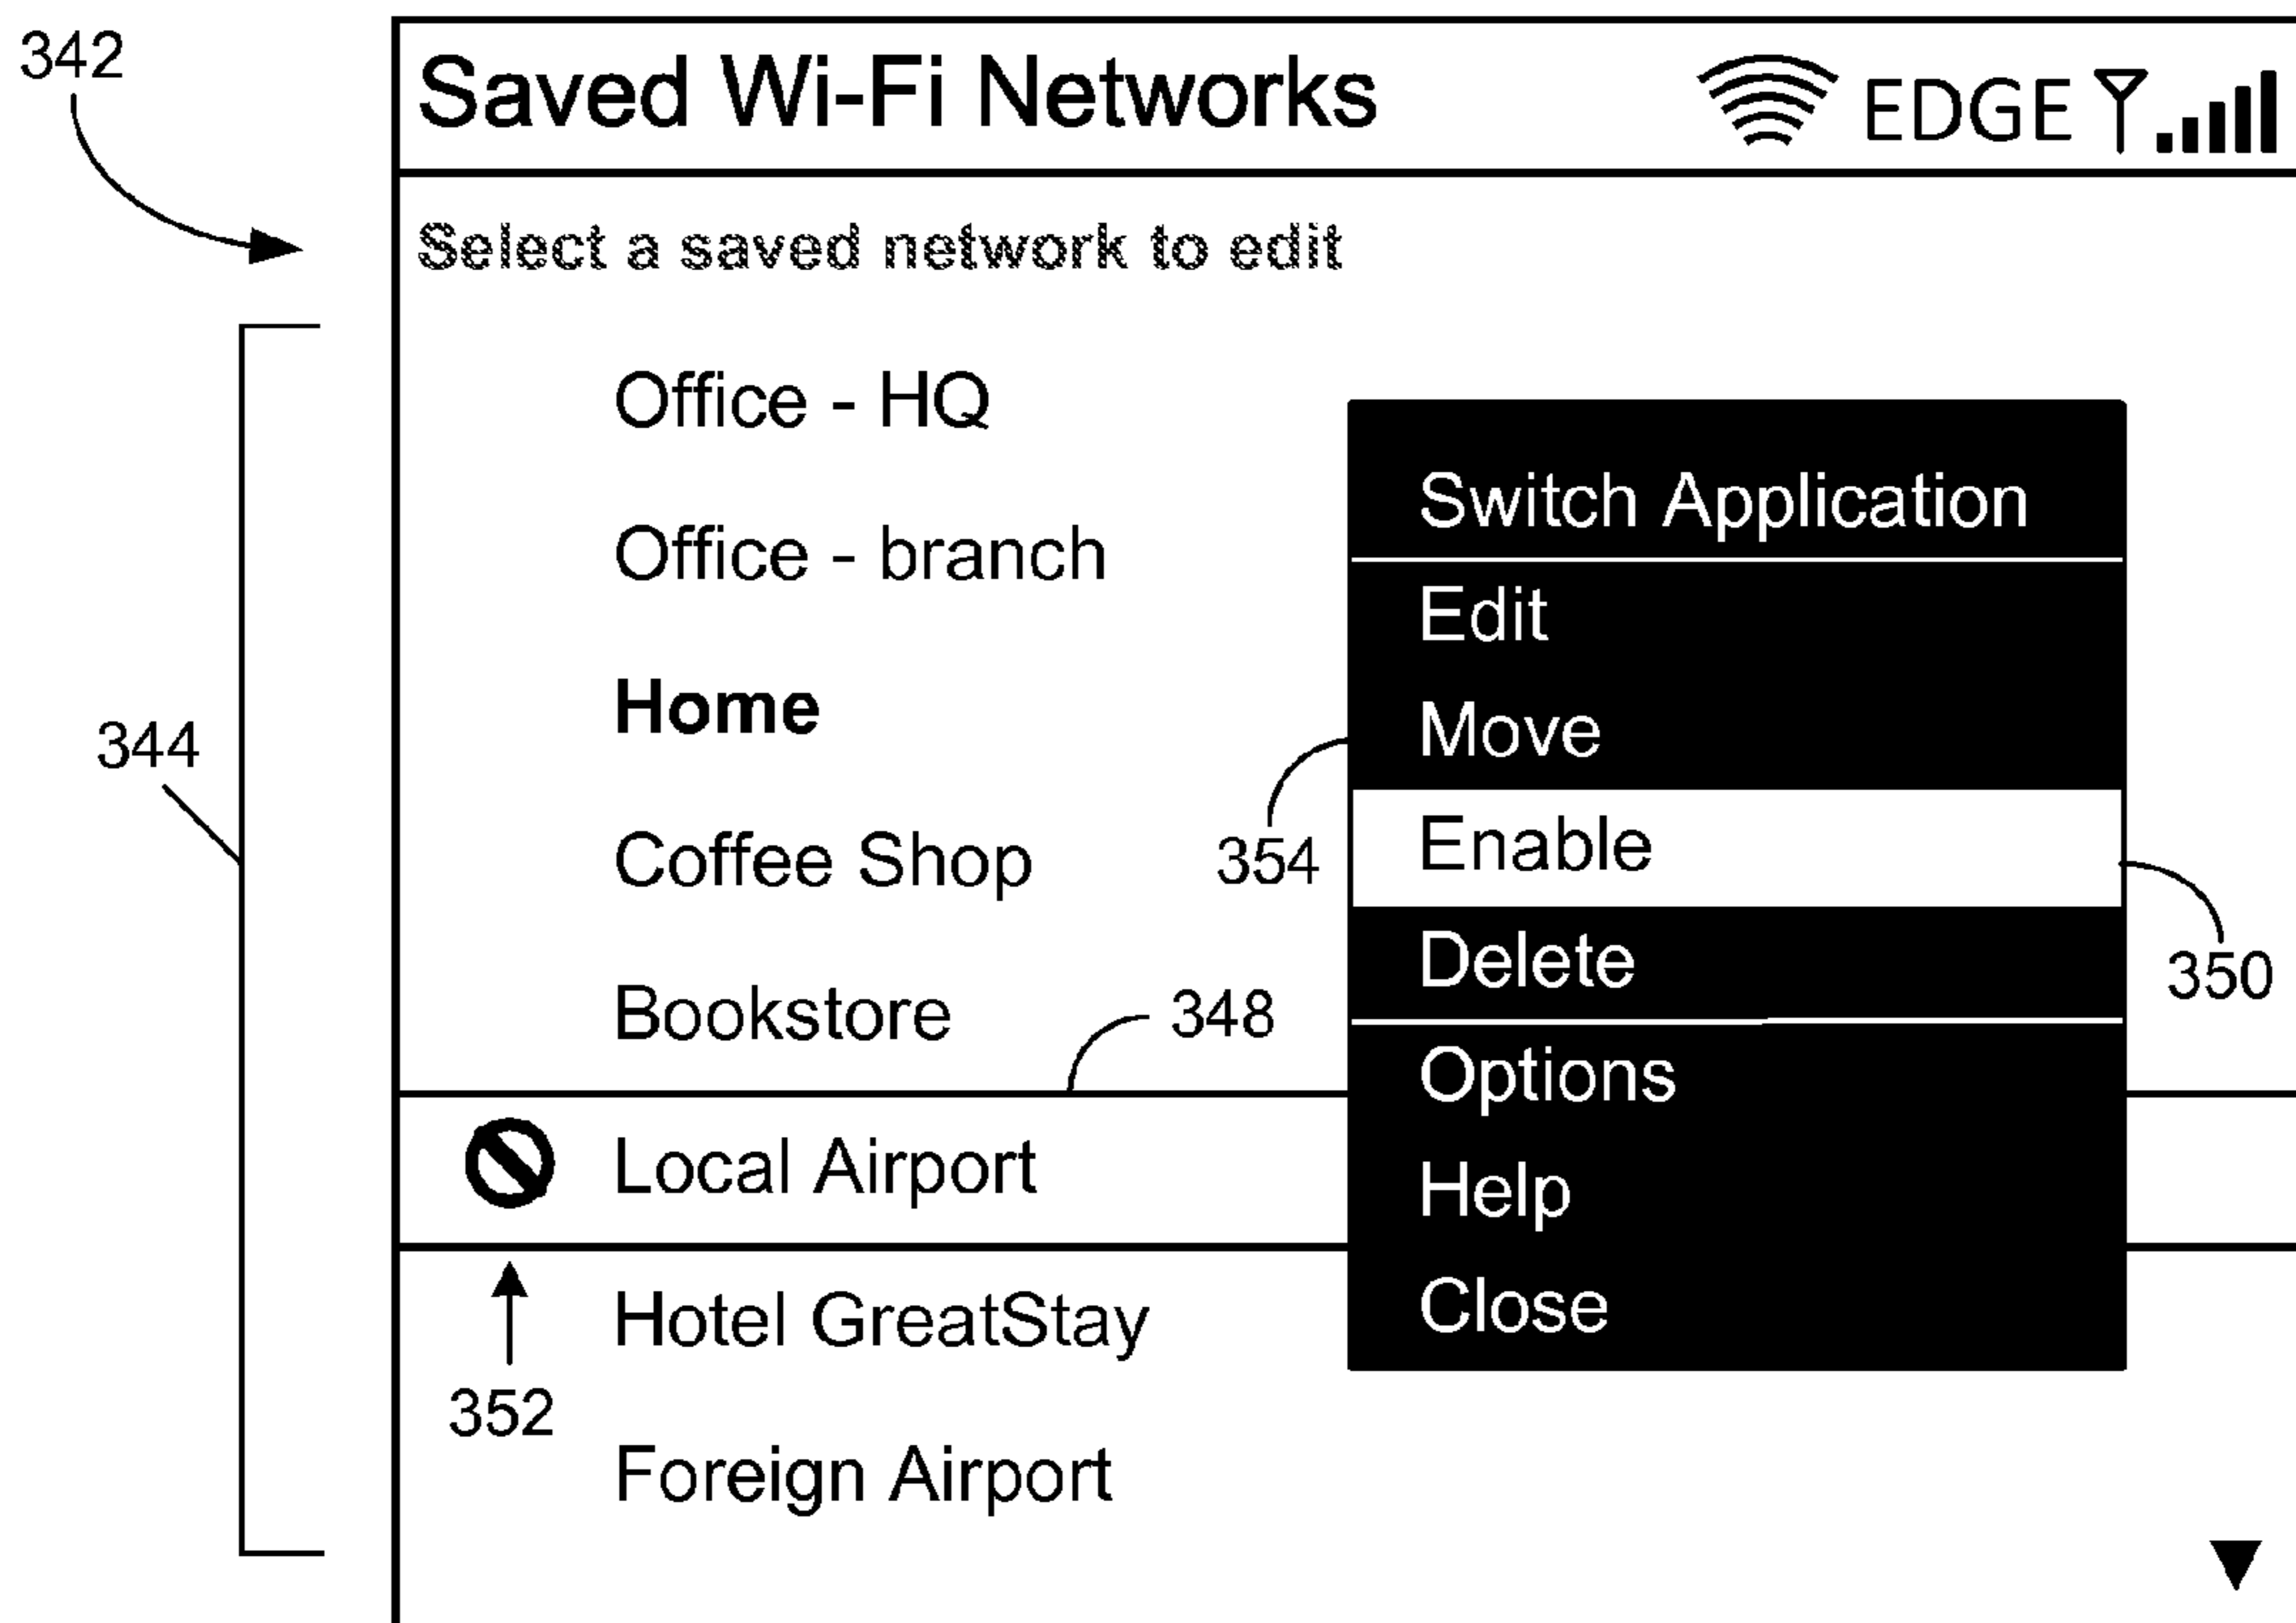 342
Saved Wi-Fi Networks EDGE
Select a saved network to edit
344
Office - HQ
Office - branch
Home
Coffee Shop
Bookstore
348
Local Airport
352
Hotel GreatStay
Foreign Airport
Switch Application
Edit
Move
354
Enable
350
Delete
Options
Help
Close